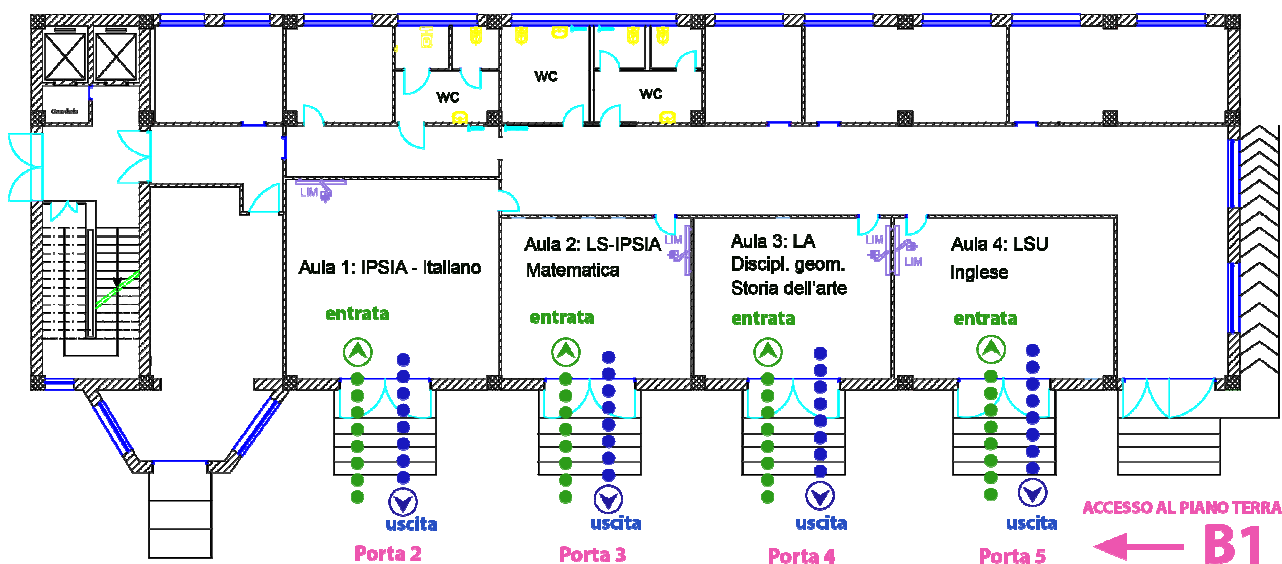 WC
WC
WC
LIM
Aula 1: IPSIA - Italiano
entrata
uscita
Porta 2
Aula 2: LS-IPSIA
Matematica
LIM
entrata
uscita
Porta 3
Aula 3: LA
Discipl. geom.
Storia dell'arte
LIM
entrata
uscita
Porta 4
LIM
Aula 4: LSU
Inglese
entrata
uscita
Porta 5
ACCESSO AL PIANO TERRA
B1